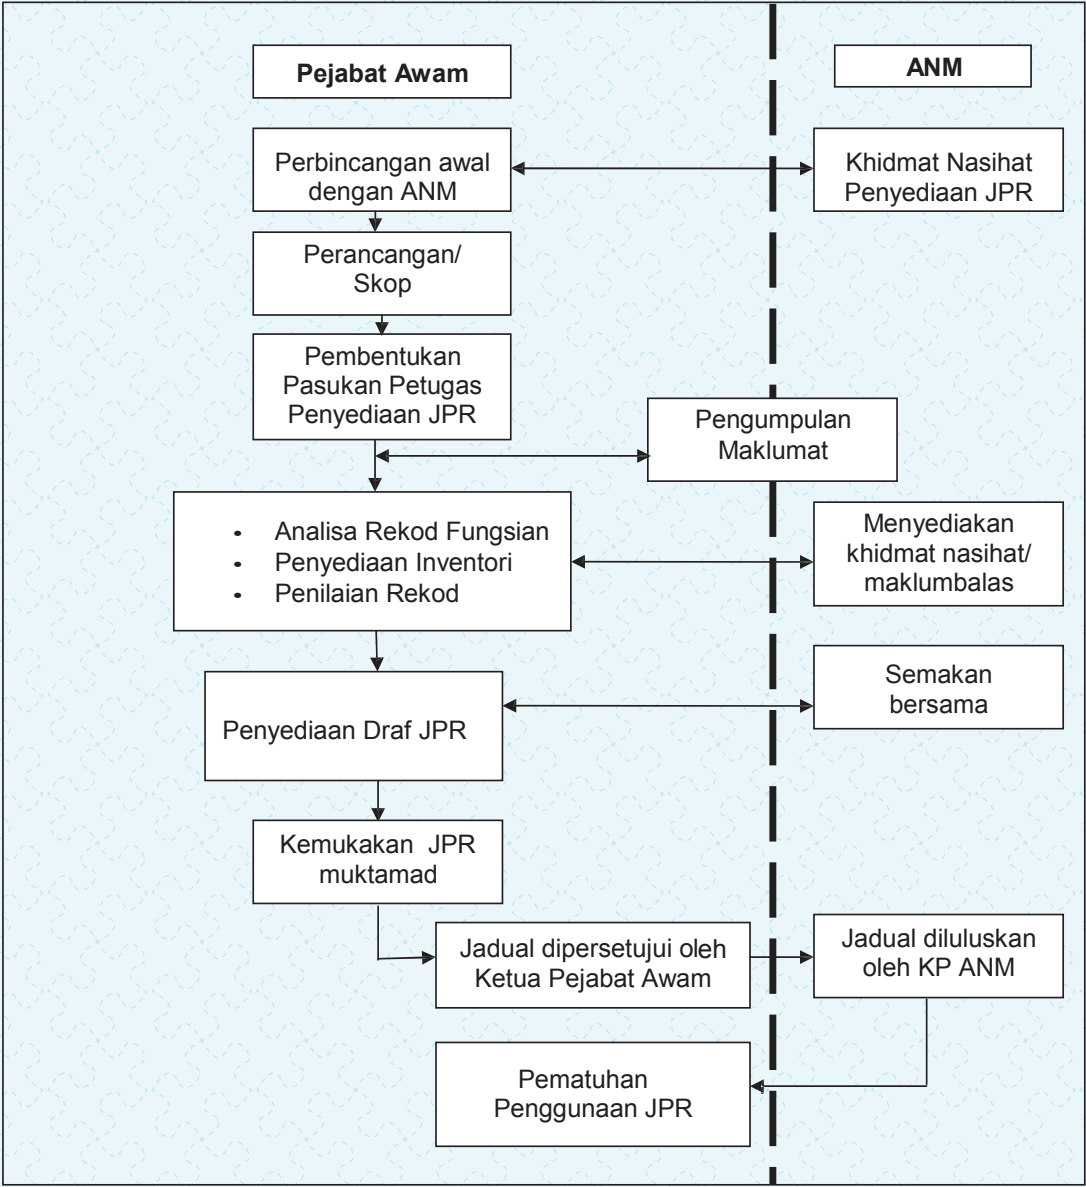 Pejabat Awam
ANM
Perbincangan awal
dengan ANM
Khidmat Nasihat
Penyediaan JPR
Perancangan/
Skop
Pembentukan
Pasukan Petugas
Penyediaan JPR
Pengumpulan
Maklumat
• Analisa Rekod Fungsian
• Penyediaan Inventori
• Penilaian Rekod
Menyediakan
khidmat nasihat/
maklumbalas
Penyediaan Draf JPR
Semakan
bersama
Kemukakan JPR
muktamad
Jadual dipersetujui oleh
Ketua Pejabat Awam
Jadual diluluskan
oleh KP ANM
Pematuhan
Penggunaan JPR